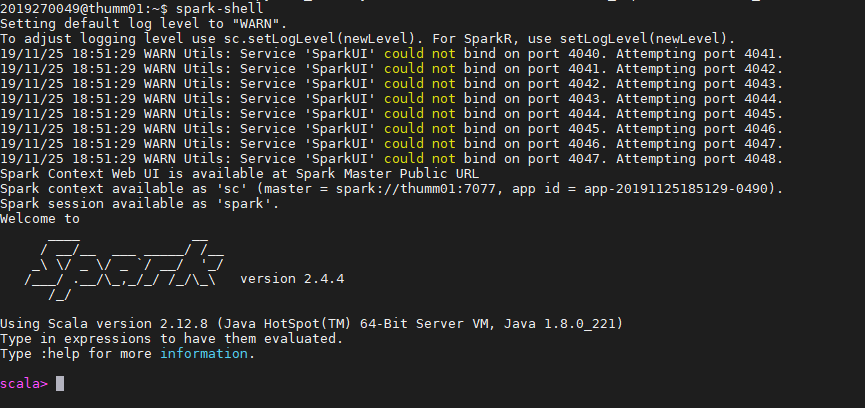 2019270049@thumm01:~$ spark-shell
Setting default log level to "WARN".
To adjust logging level use sc.setLogLevel(newLevel). For SparkR, use setLogLevel(newLevel).
19/11/25 18:51:29 WARN Utils: Service 'SparkUI' could not bind on port 4040. Attempting port 4041.
19/11/25 18:51:29 WARN Utils: Service 'SparkUI' could not bind on port 4041. Attempting port 4042.
19/11/25 18:51:29 WARN Utils: Service 'SparkUI' could not bind on port 4042. Attempting port 4043.
19/11/25 18:51:29 WARN Utils: Service 'SparkUI' could not bind on port 4043. Attempting port 4044.
19/11/25 18:51:29 WARN Utils: Service 'SparkUI' could not bind on port 4044. Attempting port 4045.
19/11/25 18:51:29 WARN Utils: Service 'SparkUI' could not bind on port 4045. Attempting port 4046.
19/11/25 18:51:29 WARN Utils: Service 'SparkUI' could not bind on port 4046. Attempting port 4047.
19/11/25 18:51:29 WARN Utils: Service 'SparkUI' could not bind on port 4047. Attempting port 4048.
Spark Context Web UI is available at Spark Master Public URL
Spark context available as 'sc' (master = spark://thumm01:7077, app id = app-20191125185129-0490).
Spark session available as 'spark'.
Welcome to
      ____              __
     / __/__  ___ _____/ /__
    _\ \/ _ \/ _ `/ __/  '_/
   /___/ .__/\_,_/_/ /_/\_\   version 2.4.4
      /_/
Using Scala version 2.12.8 (Java HotSpot(TM) 64-Bit Server VM, Java 1.8.0_221)
Type in expressions to have them evaluated.
Type :help for more information.
scala>